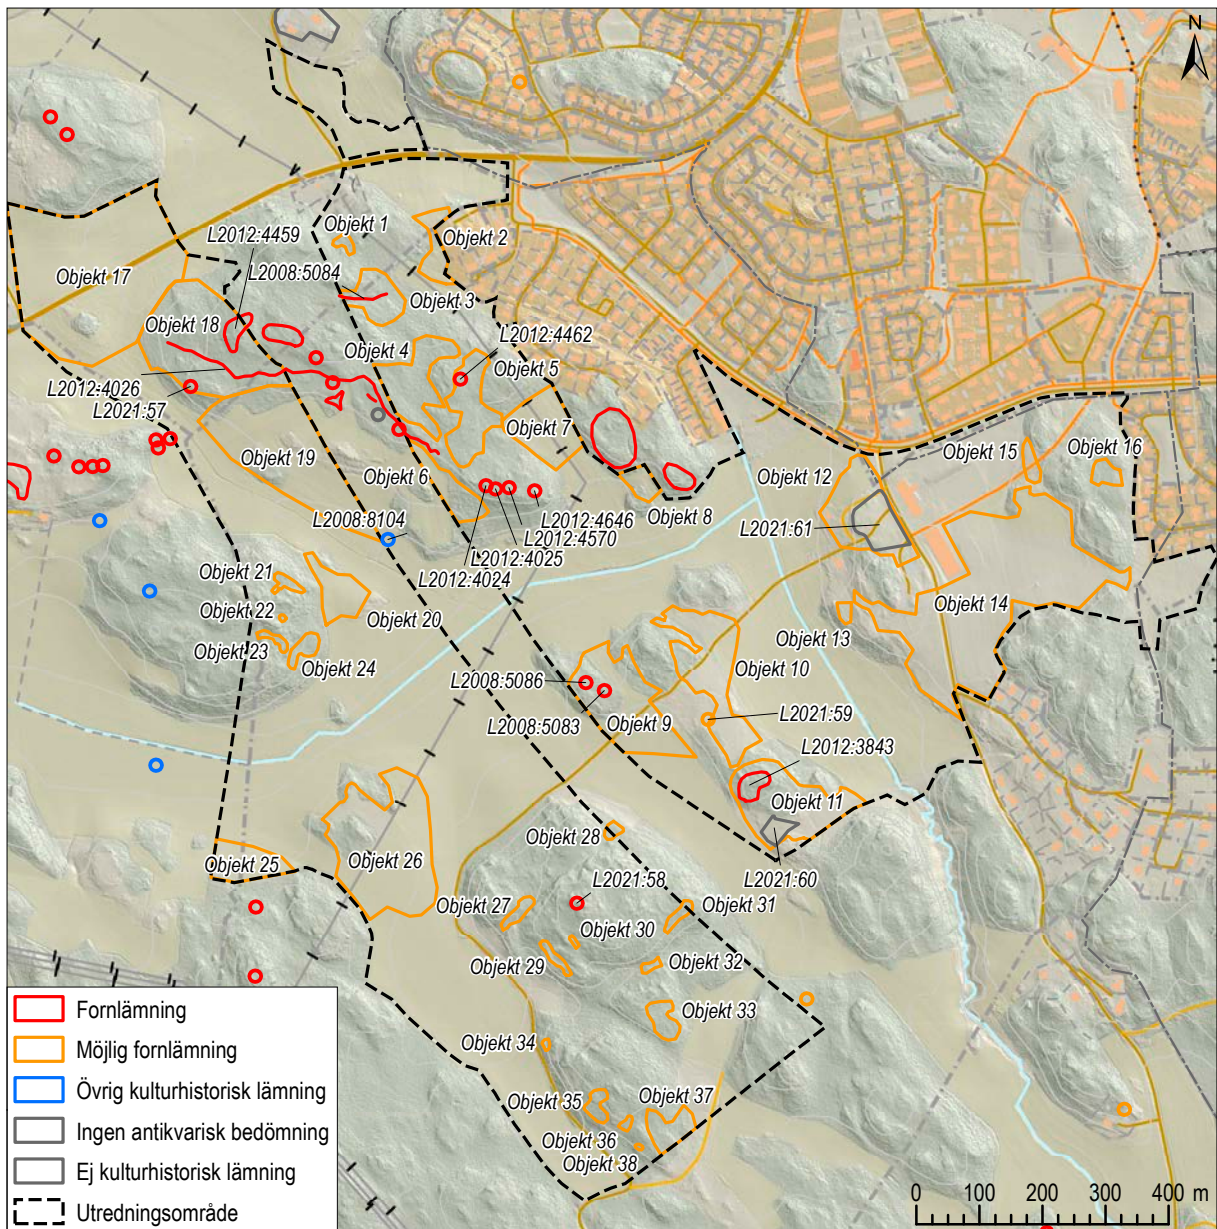 N
Objekt 1
L2012:4459
Objekt 2
L2008:5084
Objekt 17
Objekt 3
Objekt 18
L2012:4462
Objekt 4
Objekt 5
L2012:4026
L2021:57
Objekt 7
Objekt 19
Objekt 15
Objekt 16
Objekt 6
Objekt 12
L2008:8104
L2012:4646
Objekt 8
L2021:61
L2012:4570
L2012:4025
L2012:4024
Objekt 21
Objekt 22
Objekt 20
Objekt 14
Objekt 23
Objekt 24
Objekt 13
Objekt 10
L2008:5086
L2021:59
L2008:5083
Objekt 9
L2012:3843
Objekt 11
Objekt 28
Objekt 25
Objekt 26
L2021:58
L2021:60
Objekt 27
Objekt 31
Objekt 30
Objekt 29
Objekt 32
Objekt 33
Objekt 34
Objekt 35
Objekt 37
Objekt 36
Objekt 38
Fornlämning
Möjlig fornlämning
Övrig kulturhistorisk lämning
Ingen antikvarisk bedömning
Ej kulturhistorisk lämning
Utredningsområde
0 100 200 300 400 m